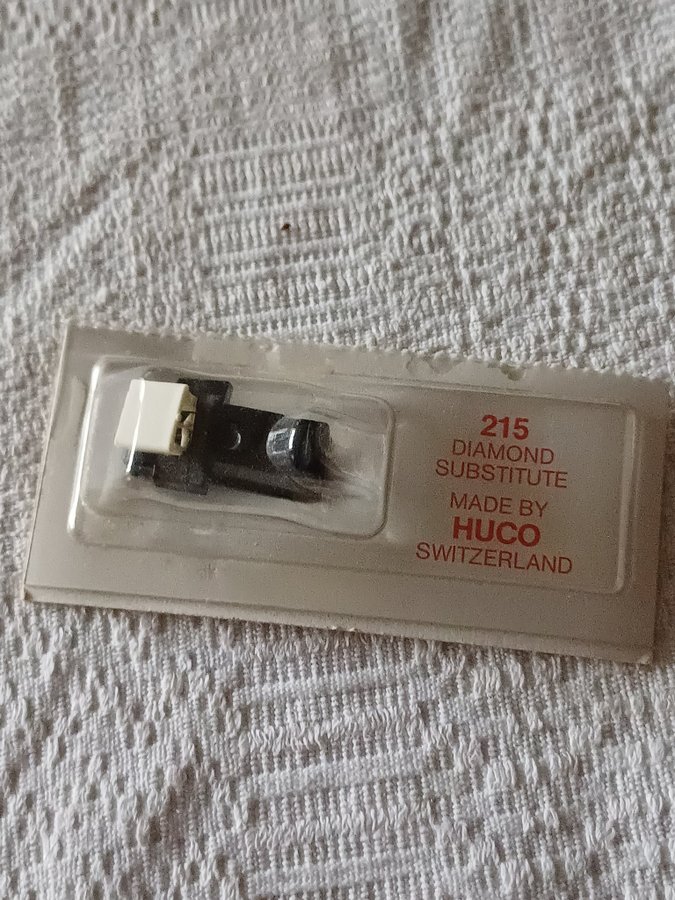 215
DIAMOND
SUBSTITUTE
MADE BY
HUCO
SWITZERLAND